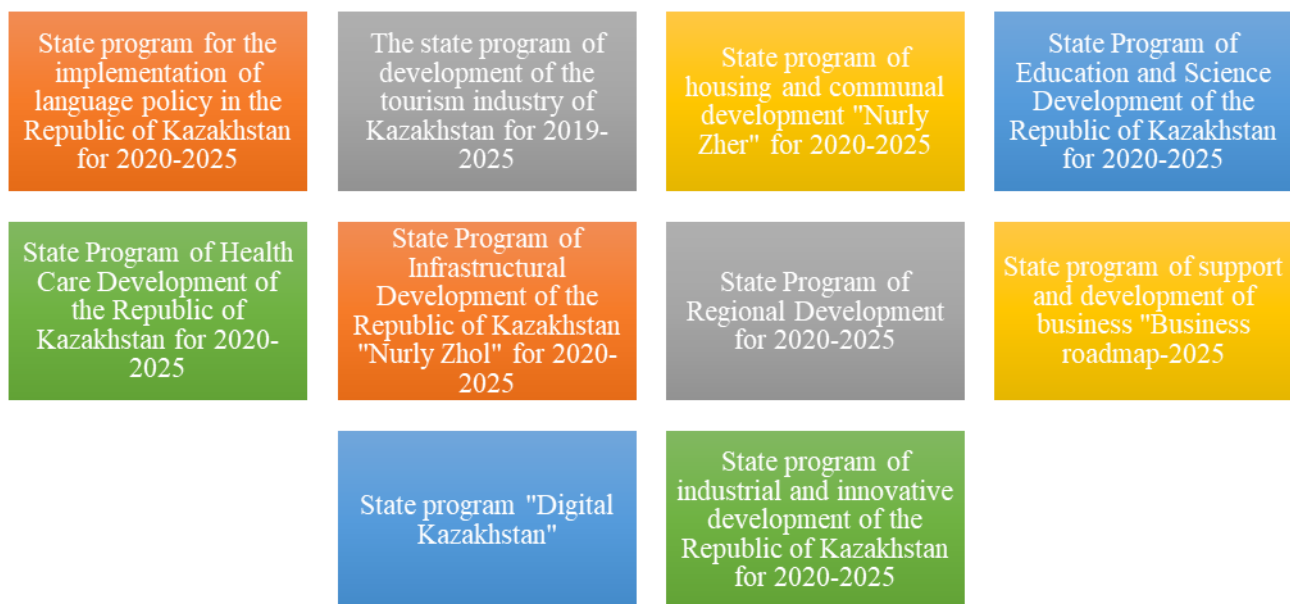 State program for the
implementation of
language policy in the
Republic of Kazakhstan
for 2020-2025
The state program of
development of the
tourism industry of
Kazakhstan for 2019-
2025
State program of
housing and communal
development "Nurly
Zher" for 2020-2025
State Program of
Education and Science
Development of the
Republic of Kazakhstan
for 2020-2025
State Program of Health
Care Development of
the Republic of
Kazakhstan for 2020-
2025
State Program of
Infrastructural
Development of the
Republic of Kazakhstan
"Nurly Zhol" for 2020-
2025
State Program of
Regional Development
for 2020-2025
State program of support
and development of
business "Business
roadmap-2025
State program "Digital
Kazakhstan"
State program of
industrial and innovative
development of the
Republic of Kazakhstan
for 2020-2025